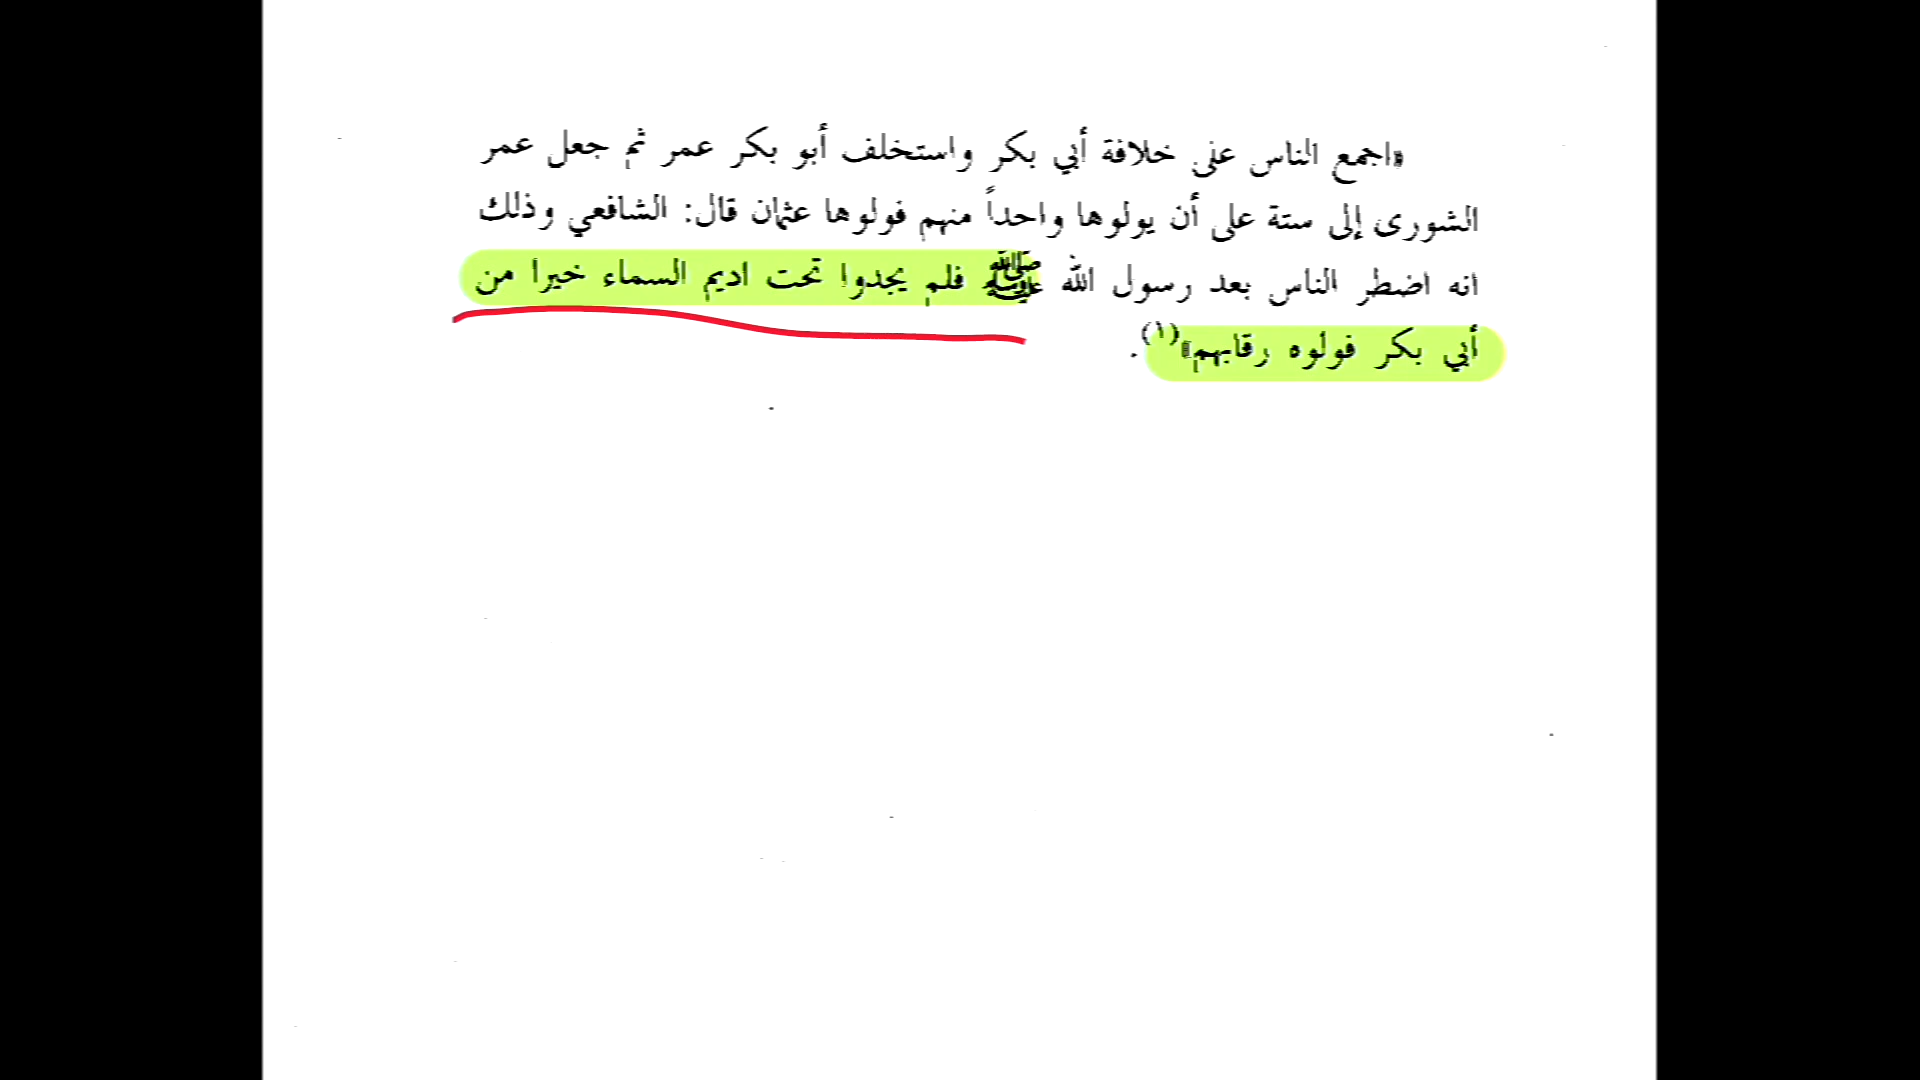 «اجمع الناس على خلافة أبي بكر واستخلف أبو بكر عمر ثم جعل عمر
الشورى إلى ستة على أن يولوها واحداً منهم فولوها عثمان قال: الشافعي وذلك
انه اضطر الناس بعد رسول الله ﷺ فلم يجدوا تحت اديم السماء خيرا من
أبي بكر فولوه رقابهم»(١).